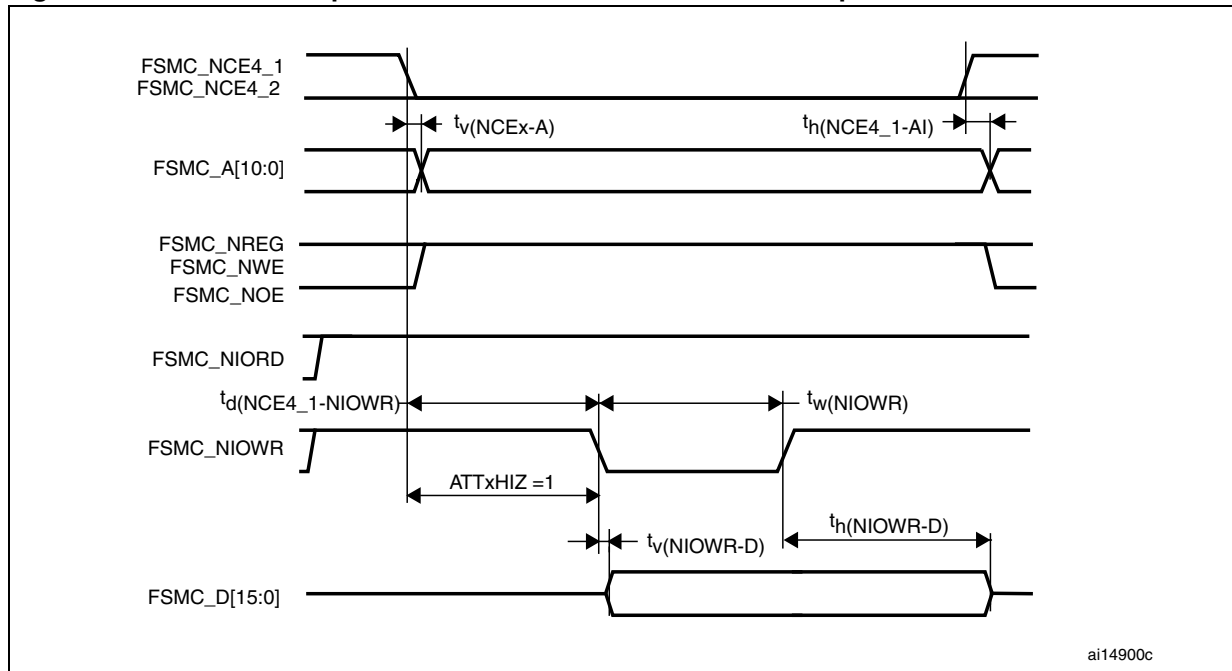 FSMC_NCE4_1
FSMC_NCE4_2
tv(NCEx-A)
th(NCE4_1-AI)
FSMC_A[10:0]
FSMC_NREG
FSMC_NWE
FSMC_NOE
FSMC_NIORD
td(NCE4_1-NIOWR)
tw(NIOWR)
FSMC_NIOWR
ATTxHIZ =1
tv(NIOWR-D)
th(NIOWR-D)
FSMC_D[15:0]
ai14900c